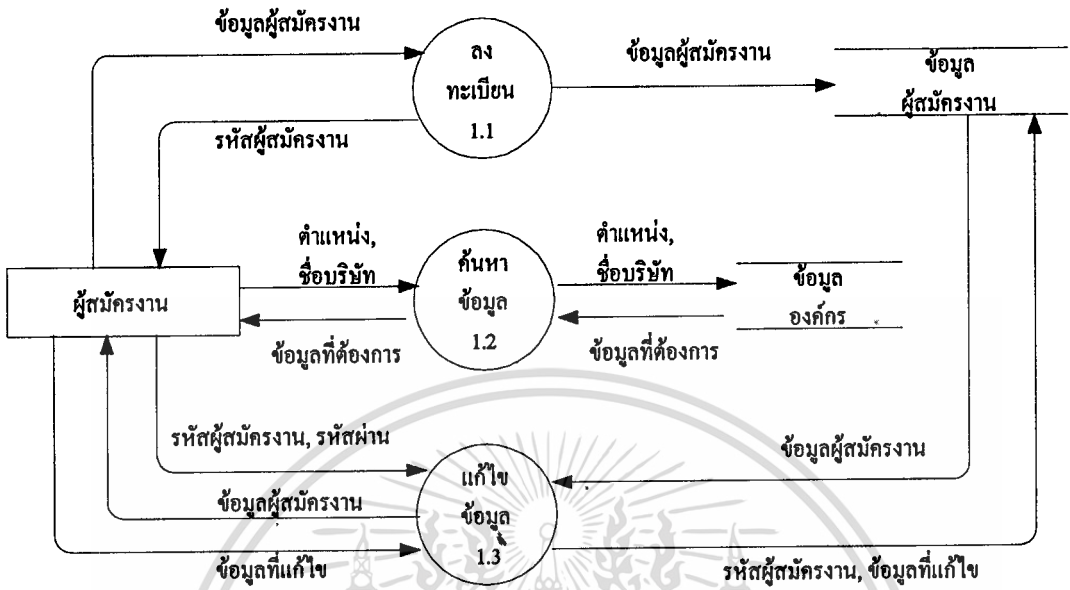 ข้อมูลผู้สมัครงาน
ลง
ทะเบียน
1.1
ข้อมูลผู้สมัครงาน
ข้อมูล
ผู้สมัครงาน
รหัสผู้สมัครงาน
ตำแหน่ง,
ชื่อบริษัท
ค้นหา
ข้อมูล
1.2
ตำแหน่ง,
ชื่อบริษัท
ข้อมูล
องค์กร
ผู้สมัครงาน
ข้อมูลที่ต้องการ
ข้อมูลที่ต้องการ
รหัสผู้สมัครงาน, รหัสผ่าน
แก้ไข
ข้อมูล
1.3
ข้อมูลผู้สมัครงาน
ข้อมูลผู้สมัครงาน
ข้อมูลที่แก้ไข
รหัสผู้สมัครงาน, ข้อมูลที่แก้ไข